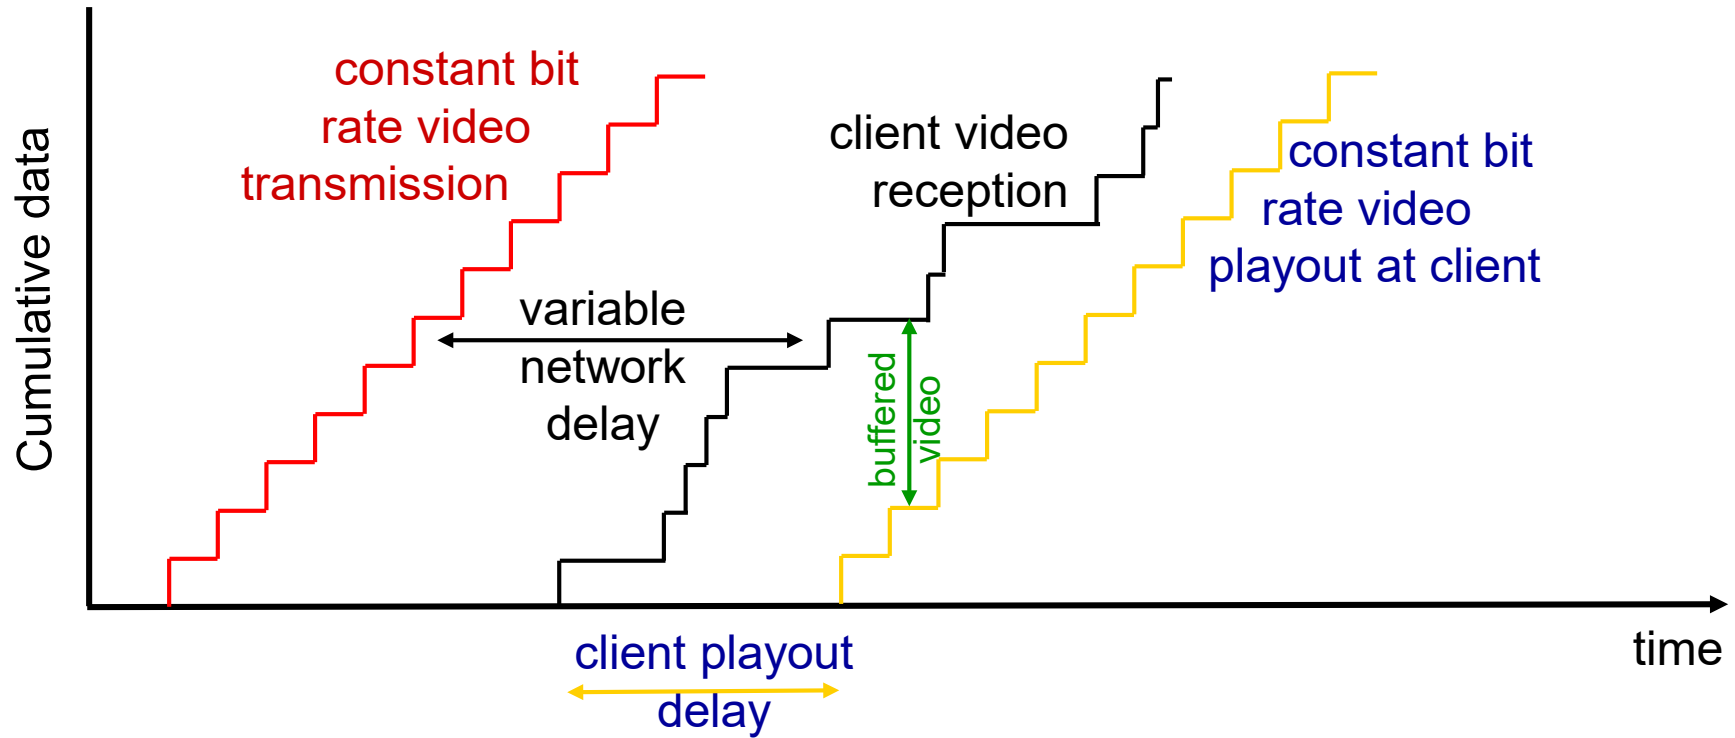 constant bit
rate video
transmission
client video
reception
constant bit
rate video
playout at client
Cumulative data
variable
network
delay
buffered
video
time
client playout
delay